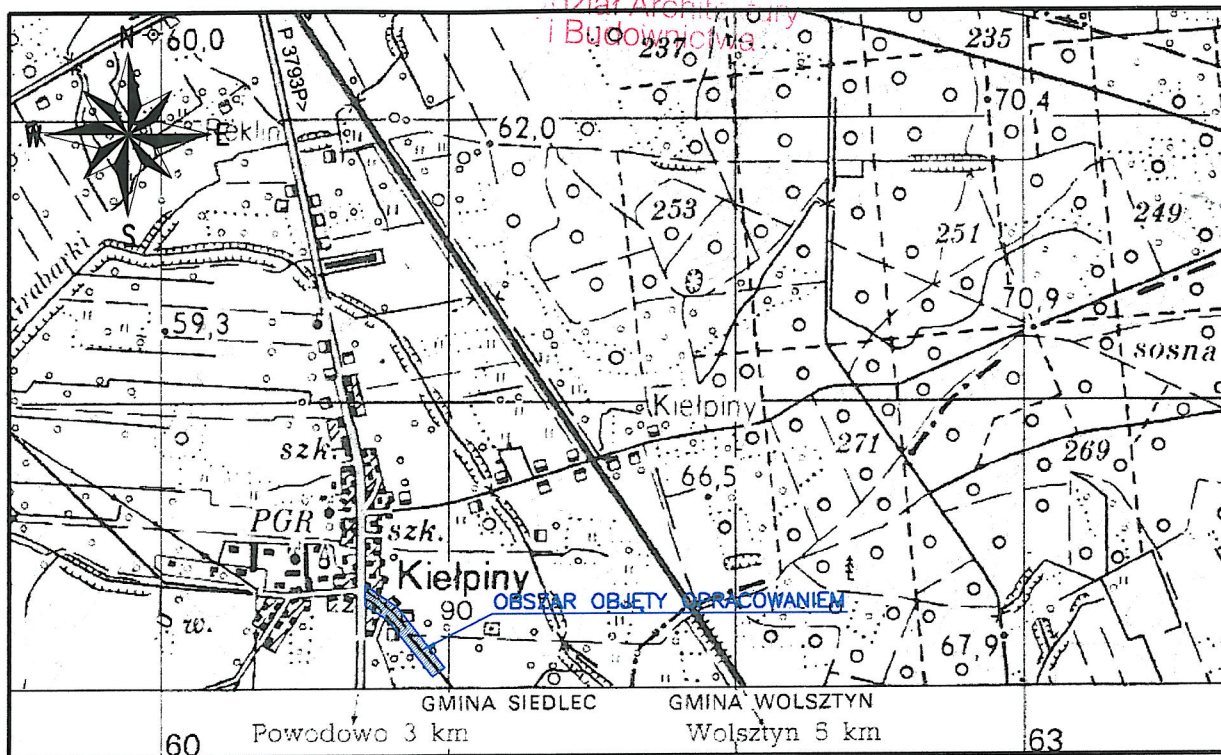 Wydział Architektury
i Budownictwa
60,0
N
W
E
S
P 3793P>
237
235
70,4
62,0
253
251
249
59,3
70,9
sosna
Kiełpiny
szk.
271
269
66,5
PGR
szk.
Kiełpiny
90
OBSZAR OBJĘTY OPRACOWANIEM
w.
67,9
GMINA SIEDLEC
GMINA WOLSZTYN
Powodowo 3 km
Wolsztyn 6 km
60
63